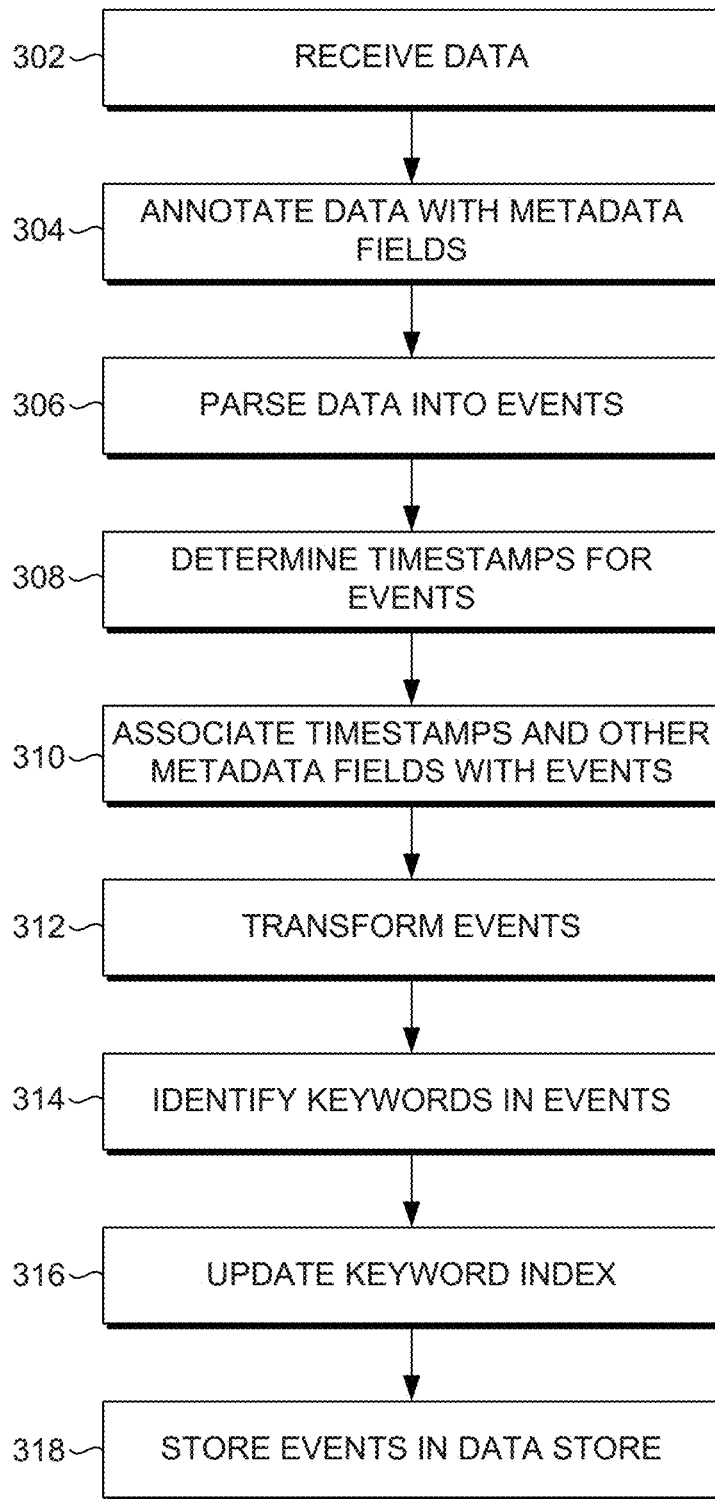 302
RECEIVE DATA
304
ANNOTATE DATA WITH METADATA
FIELDS
306
PARSE DATA INTO EVENTS
308
DETERMINE TIMESTAMPS FOR
EVENTS
310
ASSOCIATE TIMESTAMPS AND OTHER
METADATA FIELDS WITH EVENTS
312
TRANSFORM EVENTS
314
IDENTIFY KEYWORDS IN EVENTS
316
UPDATE KEYWORD INDEX
318
STORE EVENTS IN DATA STORE